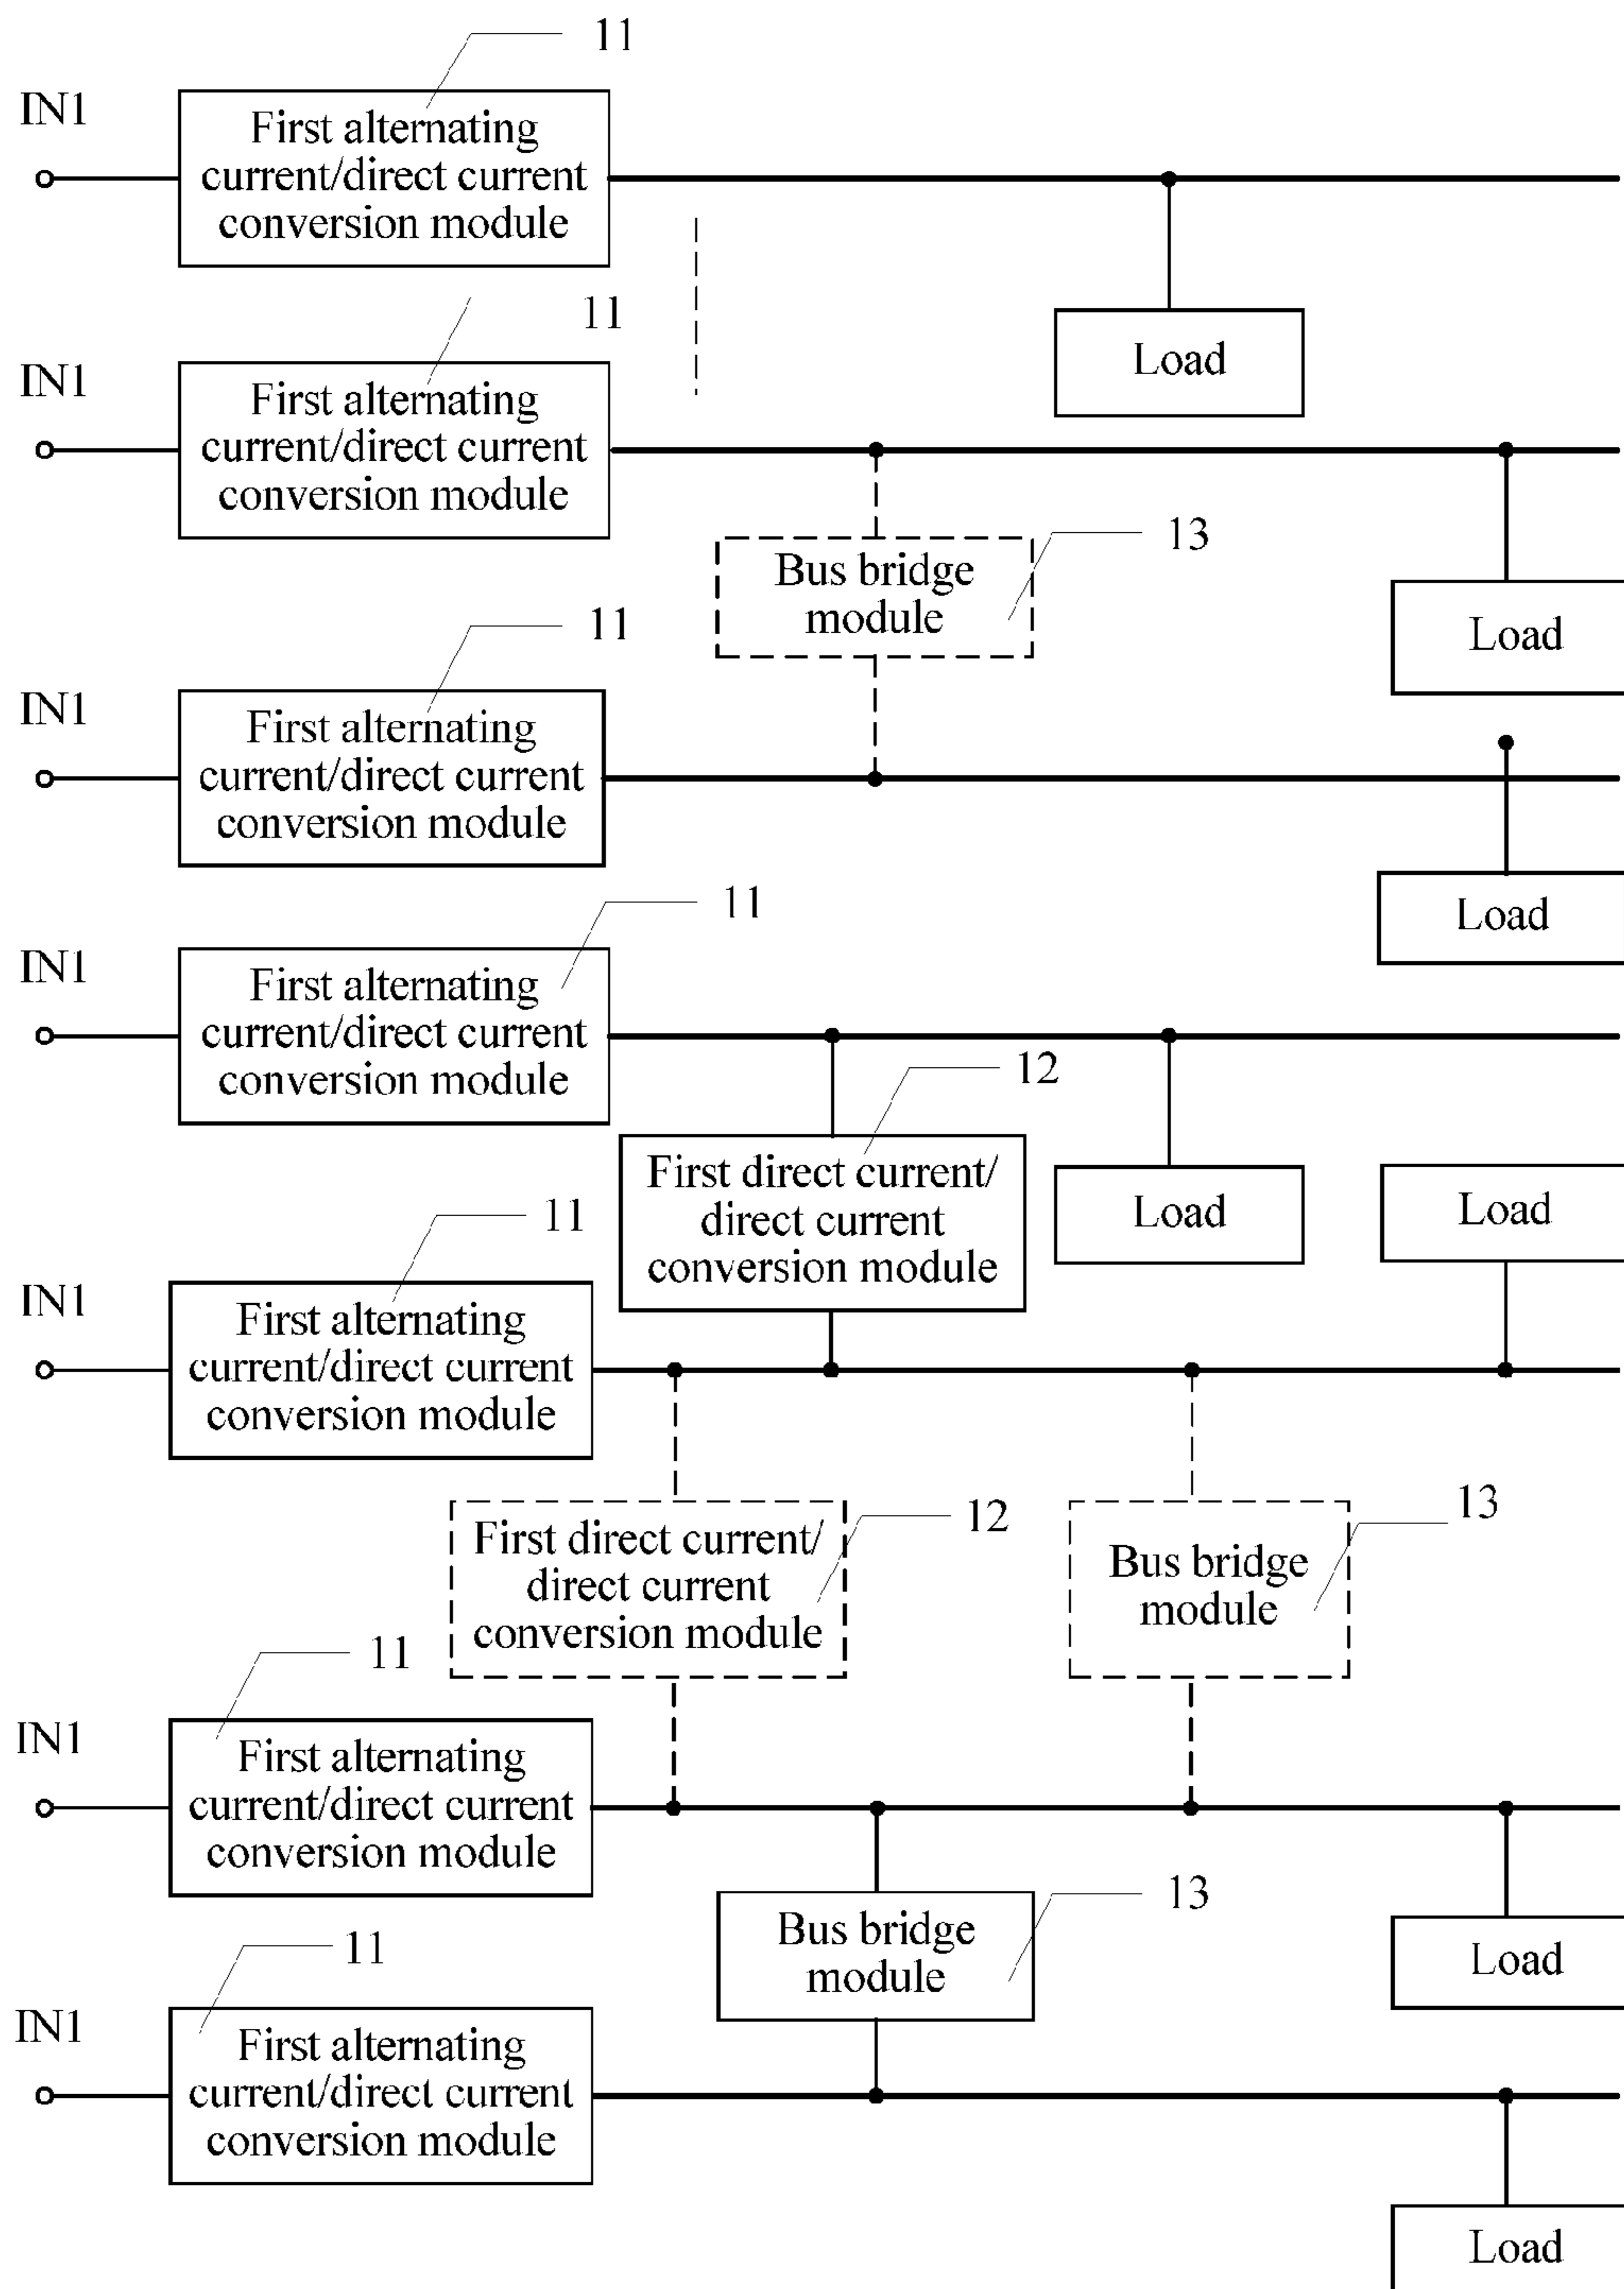 11
IN1
First alternating
current/direct current
conversion module
11
Load
IN1
First alternating
current/direct current
conversion module
13
Bus bridge
module
11
Load
IN1
First alternating
current/direct current
conversion module
11
Load
IN1
First alternating
current/direct current
conversion module
12
First direct current/
direct current
conversion module
Load
Load
11
IN1
First alternating
current/direct current
conversion module
12
First direct current/
direct current
conversion module
13
Bus bridge
module
11
IN1
First alternating
current/direct current
conversion module
13
Bus bridge
module
Load
11
IN1
First alternating
current/direct current
conversion module
Load